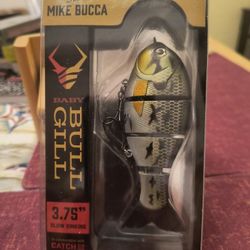 MIKE BUCCA
BABY
BULL
GILL
3.75"
SLOW SINKING
CATCH